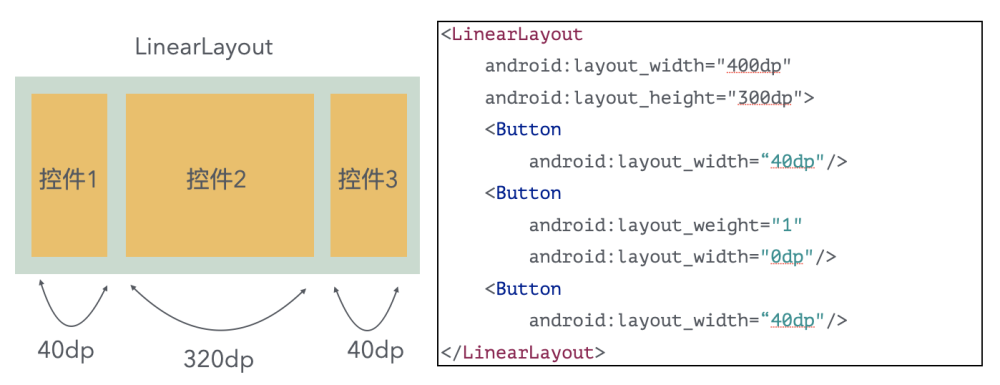 LinearLayout
控件1
控件2
控件3
40dp
320dp
40dp
<LinearLayout
    android:layout_width="400dp"
    android:layout_height="300dp">
    <Button
        android:layout_width=“40dp"/>
    <Button
        android:layout_weight="1"
        android:layout_width="0dp"/>
    <Button
        android:layout_width=“40dp"/>
</LinearLayout>